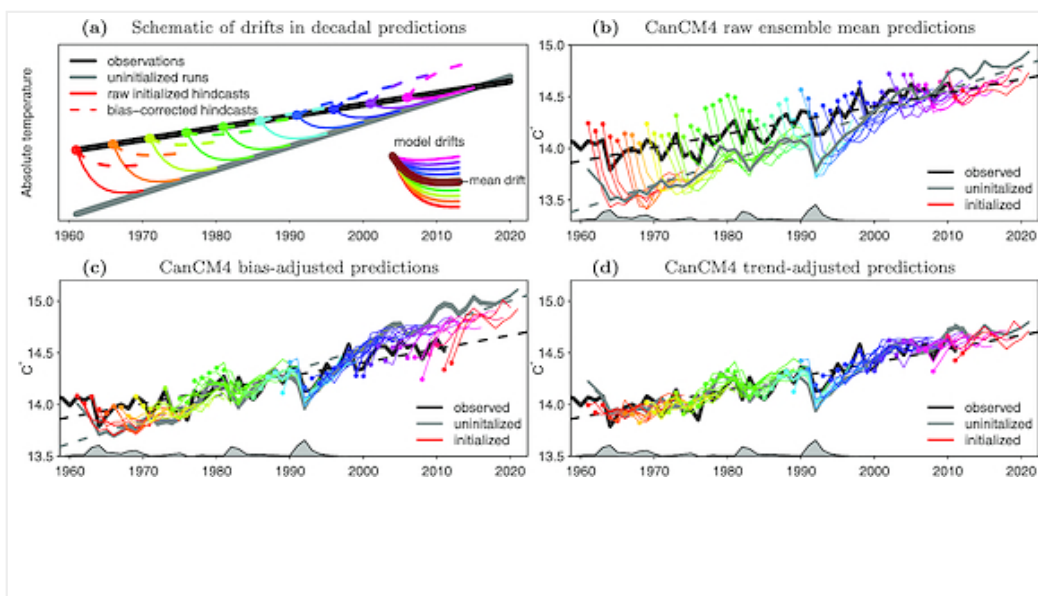 (a) Schematic of drifts in decadal predictions
observations
uninitialized runs
raw initialized hindcasts
bias-corrected hindcasts
Absolute temperature
model drifts
mean drift
1960 1970 1980 1990 2000 2010 2020
(b) CanCM4 raw ensemble mean predictions
15.0
14.5
14.0
13.5
C°
observed
uninitalized
initialized
1960 1970 1980 1990 2000 2010 2020
(c) CanCM4 bias-adjusted predictions
15.0
14.5
14.0
13.5
C°
observed
uninitialized
initialized
1960 1970 1980 1990 2000 2010 2020
(d) CanCM4 trend-adjusted predictions
15.0
14.5
14.0
13.5
C°
observed
uninitialized
initialized
1960 1970 1980 1990 2000 2010 2020